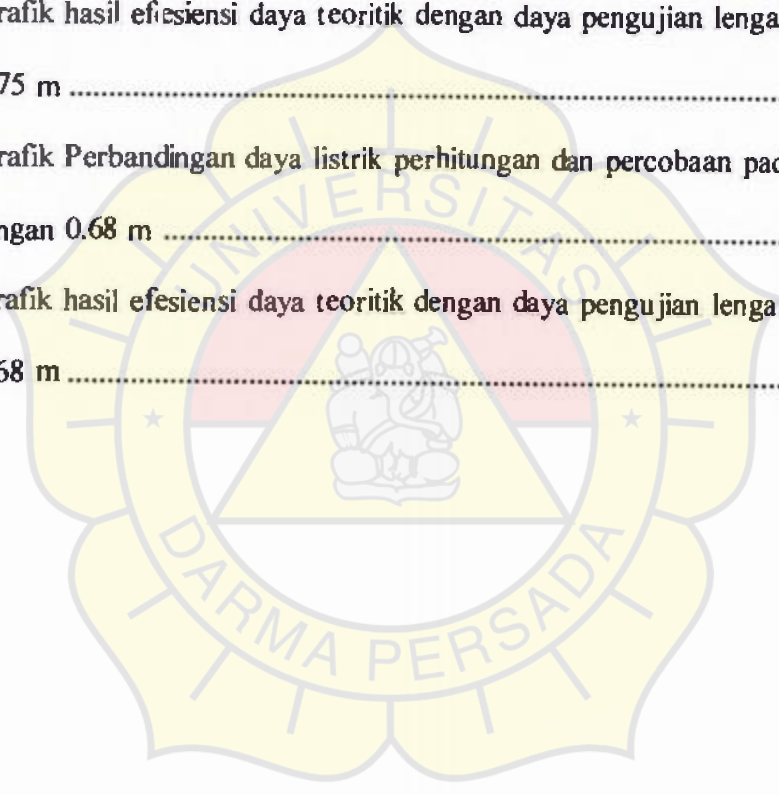 rafik hasil efiesiensi daya teoritik dengan daya pengujian lenga
75 m ..........................................................................................
rafik Perbandingan daya listrik perhitungan dan percobaan pad
ngan 0.68 m ..........................................................................
rafik hasil efesiensi daya teoritik dengan daya pengujian lenga
68 m ..........................................................................................
UNIVERSITAS
DARMA PERSADA